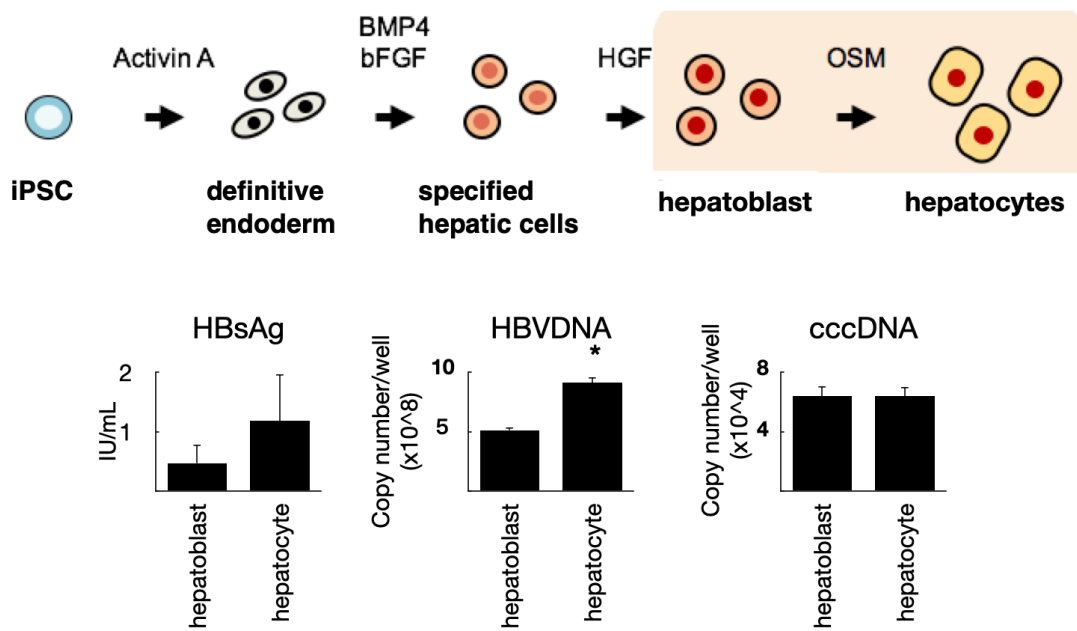 Activin A
BMP4
bFGF
HGF
OSM
iPSC
definitive
endoderm
specified
hepatic cells
hepatoblast
hepatocytes
HBsAg
IU/mL
2
1
hepatoblast
hepatocyte
HBVDNA
Copy number/well
(x10^8)
10
5
*
hepatoblast
hepatocyte
cccDNA
Copy number/well
(x10^4)
8
4
hepatoblast
hepatocyte